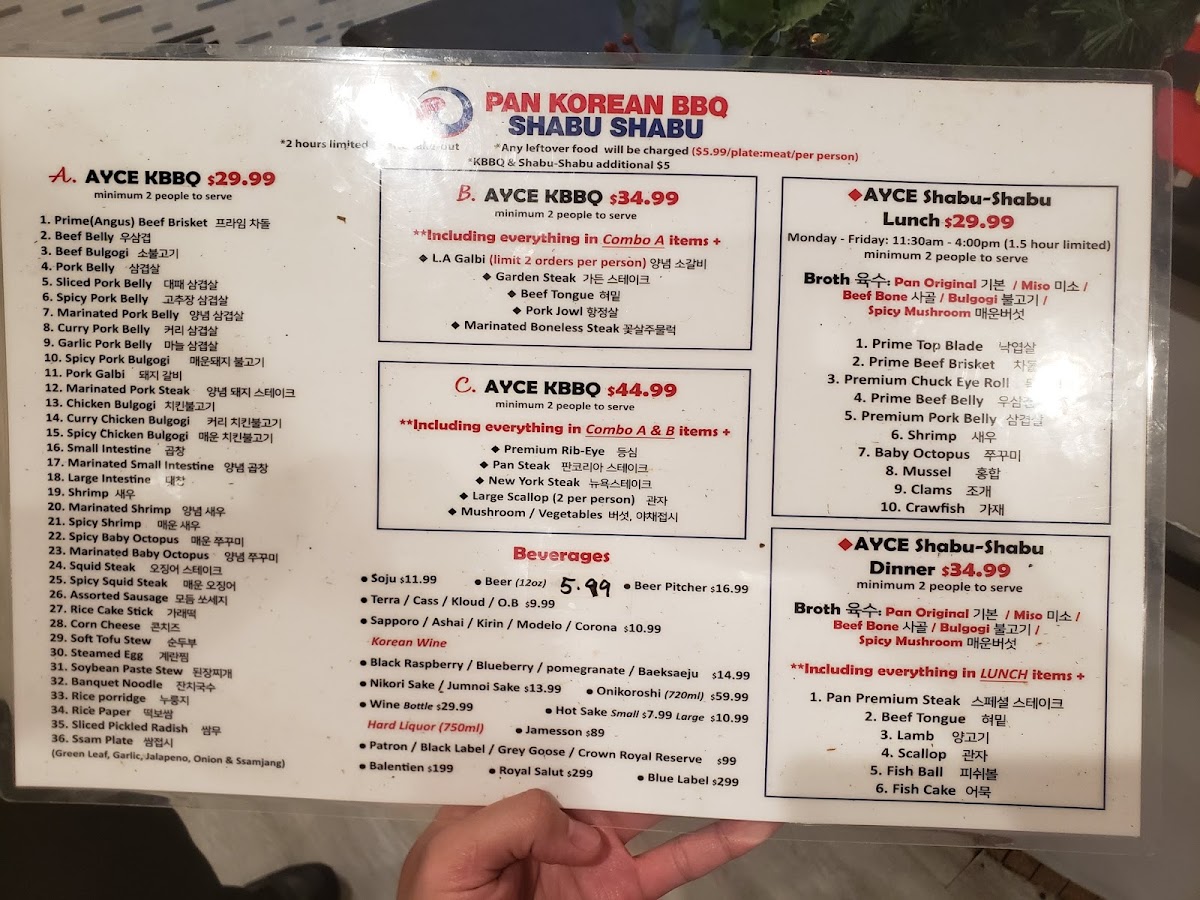 PAN KOREAN BBQ
SHABU SHABU
*2 hours limited
*Any leftover food will be charged ($5.99/plate:meat/per person)
*KBBQ & Shabu-Shabu additional $5
A. AYCE KBBQ $29.99
minimum 2 people to serve
1. Prime(Angus) Beef Brisket 프라임 차돌
2. Beef Belly 우삼겹
3. Beef Bulgogi 소불고기
4. Pork Belly 삼겹살
5. Sliced Pork Belly 대패 삼겹살
6. Spicy Pork Belly 고추장 삼겹살
7. Marinated Pork Belly 양념 삼겹살
8. Curry Pork Belly 커리 삼겹살
9. Garlic Pork Belly 마늘 삼겹살
10. Spicy Pork Bulgogi 매운돼지 불고기
11. Pork Galbi 돼지 갈비
12. Marinated Pork Steak 양념 돼지 스테이크
13. Chicken Bulgogi 치킨불고기
14. Curry Chicken Bulgogi 커리 치킨불고기
15. Spicy Chicken Bulgogi 매운 치킨불고기
16. Small Intestine 곱창
17. Marinated Small Intestine 양념 곱창
18. Large Intestine 대창
19. Shrimp 새우
20. Marinated Shrimp 양념 새우
21. Spicy Shrimp 매운 새우
22. Spicy Baby Octopus 매운 쭈꾸미
23. Marinated Baby Octopus 양념 쭈꾸미
24. Squid Steak 오징어 스테이크
25. Spicy Squid Steak 매운 오징어
26. Assorted Sausage 모듬 쏘세지
27. Rice Cake Stick 가래떡
28. Corn Cheese 콘치즈
29. Soft Tofu Stew 순두부
30. Steamed Egg 계란찜
31. Soybean Paste Stew 된장찌개
32. Banquet Noodle 잔치국수
33. Rice porridge 누룽지
34. Rice Paper 떡보쌈
35. Sliced Pickled Radish 쌈무
36. Ssam Plate 쌈접시
(Green Leaf, Garlic, Jalapeno, Onion & Ssamjang)
B. AYCE KBBQ $34.99
minimum 2 people to serve
**Including everything in Combo A items +
◆ L.A Galbi (limit 2 orders per person) 양념 소갈비
◆ Garden Steak 가든 스테이크
◆ Beef Tongue 혀밑
◆ Pork Jowl 항정살
◆ Marinated Boneless Steak 꽃살주물럭
C. AYCE KBBQ $44.99
minimum 2 people to serve
**Including everything in Combo A & B items +
◆ Premium Rib-Eye 등심
◆ Pan Steak 판코리아 스테이크
◆ New York Steak 뉴욕스테이크
◆ Large Scallop (2 per person) 관자
◆ Mushroom / Vegetables 버섯, 야채접시
Beverages
● Soju $11.99 ● Beer (12oz) 5.99 ● Beer Pitcher $16.99
● Terra / Cass / Kloud / O.B $9.99
● Sapporo / Ashai / Kirin / Modelo / Corona $10.99
Korean Wine
● Black Raspberry / Blueberry / pomegranate / Baeksaeju $14.99
● Nikori Sake / Jumnoi Sake $13.99 ● Onikoroshi (720ml) $59.99
● Wine Bottle $29.99 ● Hot Sake Small $7.99 Large $10.99
Hard Liquor (750ml) ● Jamesson $89
● Patron / Black Label / Grey Goose / Crown Royal Reserve $99
● Balentien $199 ● Royal Salut $299 ● Blue Label $299
◆AYCE Shabu-Shabu
Lunch $29.99
Monday - Friday: 11:30am - 4:00pm (1.5 hour limited)
minimum 2 people to serve
Broth 육수: Pan Original 기본 / Miso 미소 /
Beef Bone 사골 / Bulgogi 불고기 /
Spicy Mushroom 매운버섯
1. Prime Top Blade 낙엽살
2. Prime Beef Brisket 차돌
3. Premium Chuck Eye Roll
4. Prime Beef Belly 우삼겹
5. Premium Pork Belly 삼겹살
6. Shrimp 새우
7. Baby Octopus 쭈꾸미
8. Mussel 홍합
9. Clams 조개
10. Crawfish 가재
◆AYCE Shabu-Shabu
Dinner $34.99
minimum 2 people to serve
Broth 육수: Pan Original 기본 / Miso 미소 /
Beef Bone 사골 / Bulgogi 불고기 /
Spicy Mushroom 매운버섯
**Including everything in LUNCH items +
1. Pan Premium Steak 스페셜 스테이크
2. Beef Tongue 혀밑
3. Lamb 양고기
4. Scallop 관자
5. Fish Ball 피쉬볼
6. Fish Cake 어묵